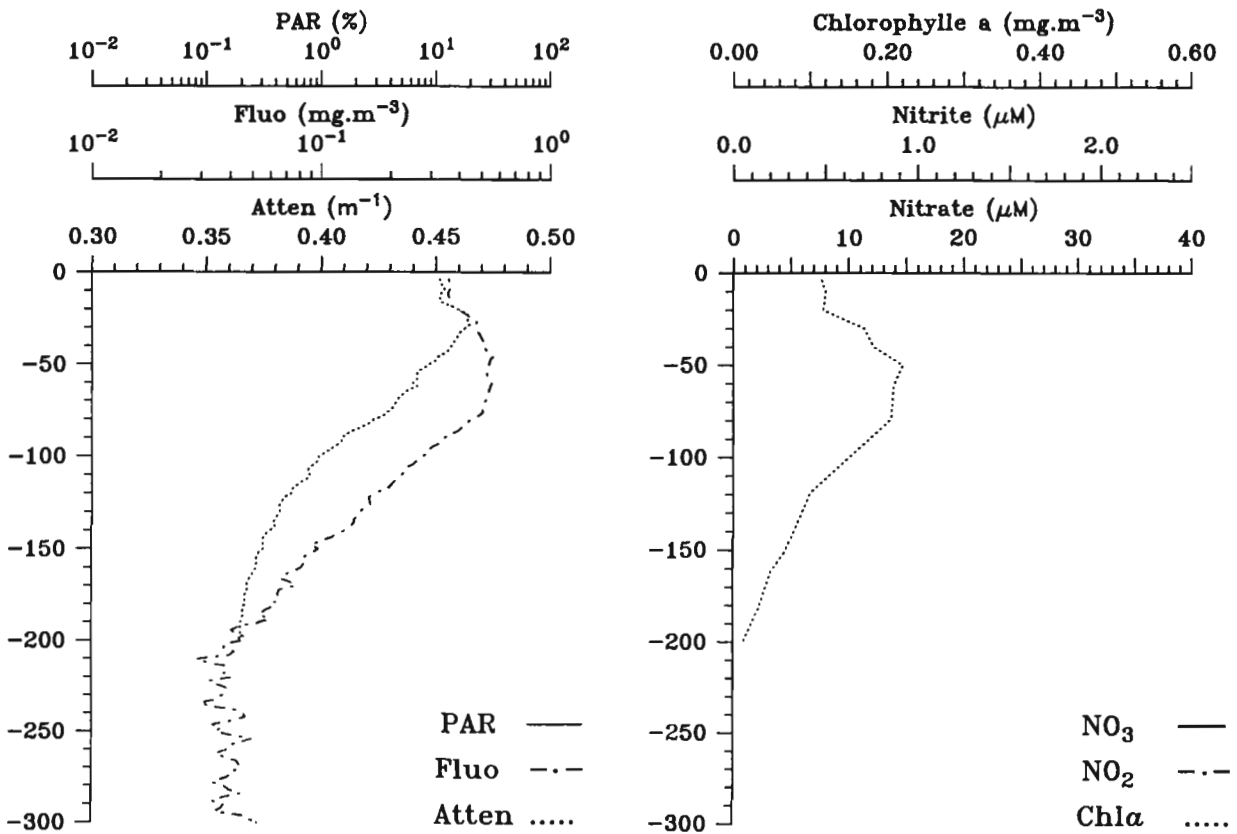 PAR (%)
10⁻² 10⁻¹ 10⁰ 10¹ 10²
Fluo (mg.m⁻³)
10⁻² 10⁻¹ 10⁰
Atten (m⁻¹)
0.30 0.35 0.40 0.45 0.50
0
−50
−100
−150
−200
−250
−300
PAR
Fluo
Atten
Chlorophylle a (mg.m⁻³)
0.00 0.20 0.40 0.60
Nitrite (μM)
0.0 1.0 2.0
Nitrate (μM)
0 10 20 30 40
0
−50
−100
−150
−200
−250
−300
NO₃
NO₂
Chla